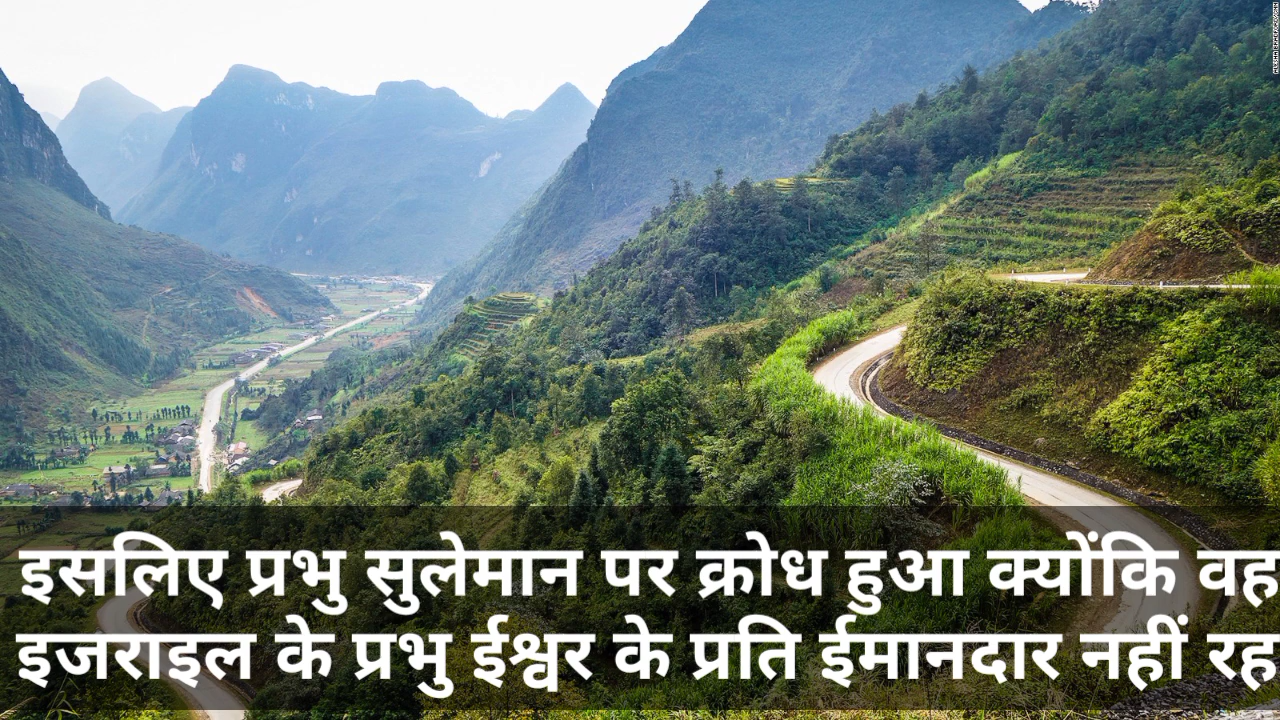 इसलिए प्रभु सुलेमान पर क्रोध हुआ क्योंकि वह
इजराइल के प्रभु ईश्वर के प्रति ईमानदार नहीं रह